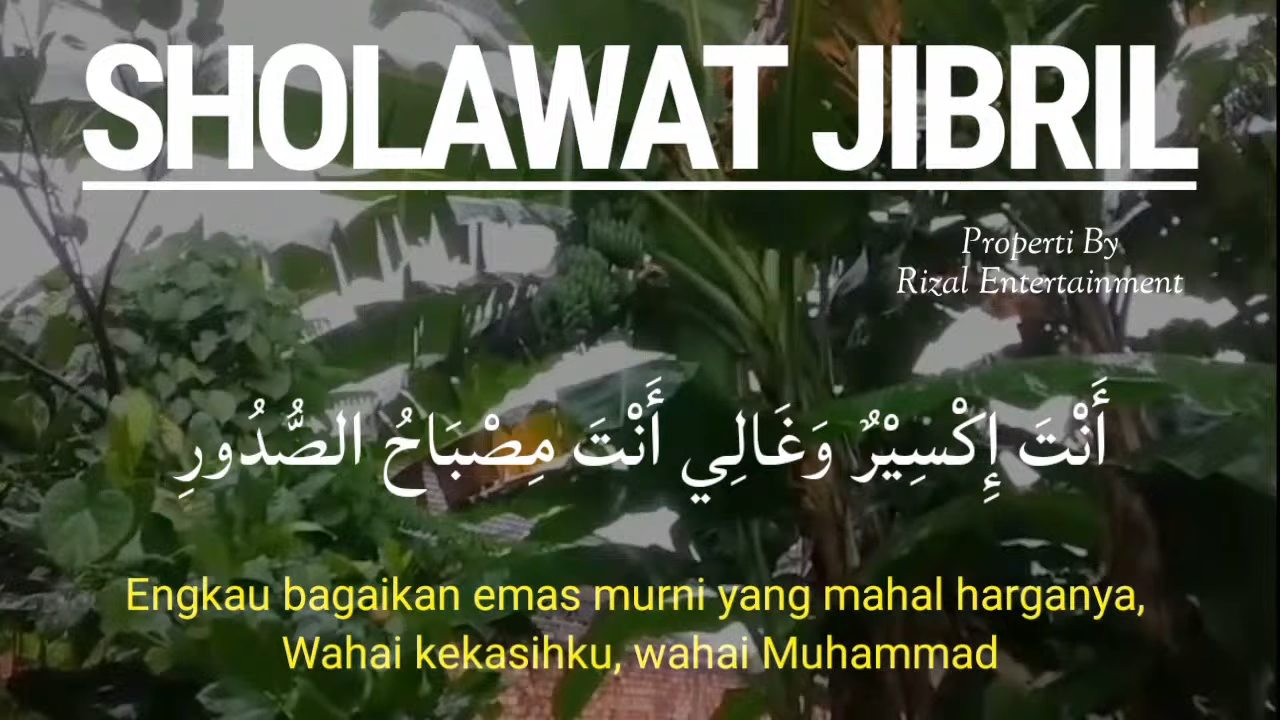 SHOLAWAT JIBRIL
Properti By
Rizal Entertainment
أَنْتَ إِكْسِيْرٌ وَغَالِي أَنْتَ مِصْبَاحُ الصُّدُورِ
Engkau bagaikan emas murni yang mahal harganya,
Wahai kekasihku, wahai Muhammad